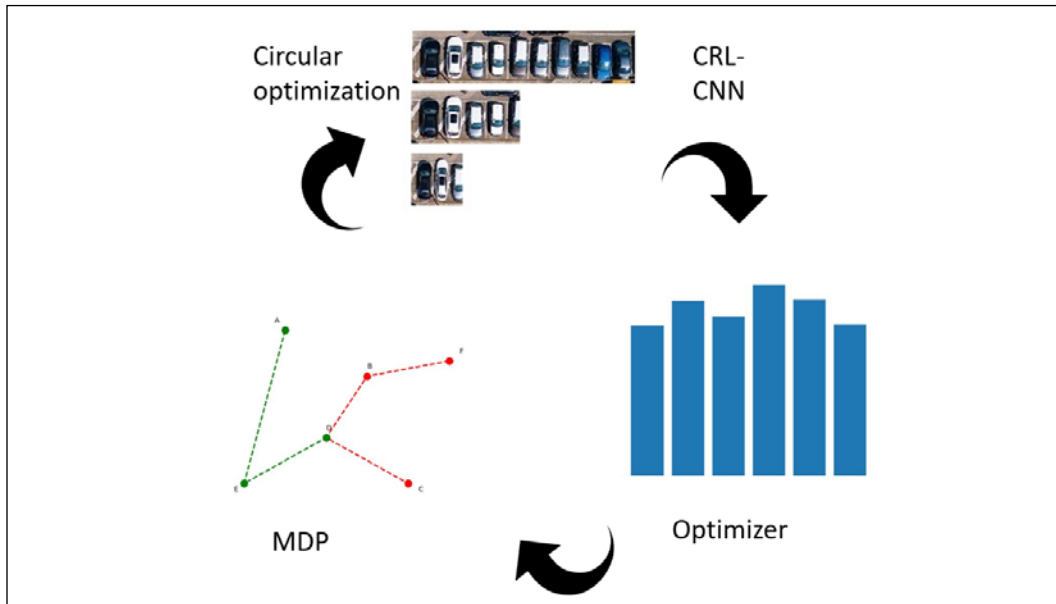 Circular
optimization
CRL-
CNN
A
B
F
D
E
C
MDP
Optimizer